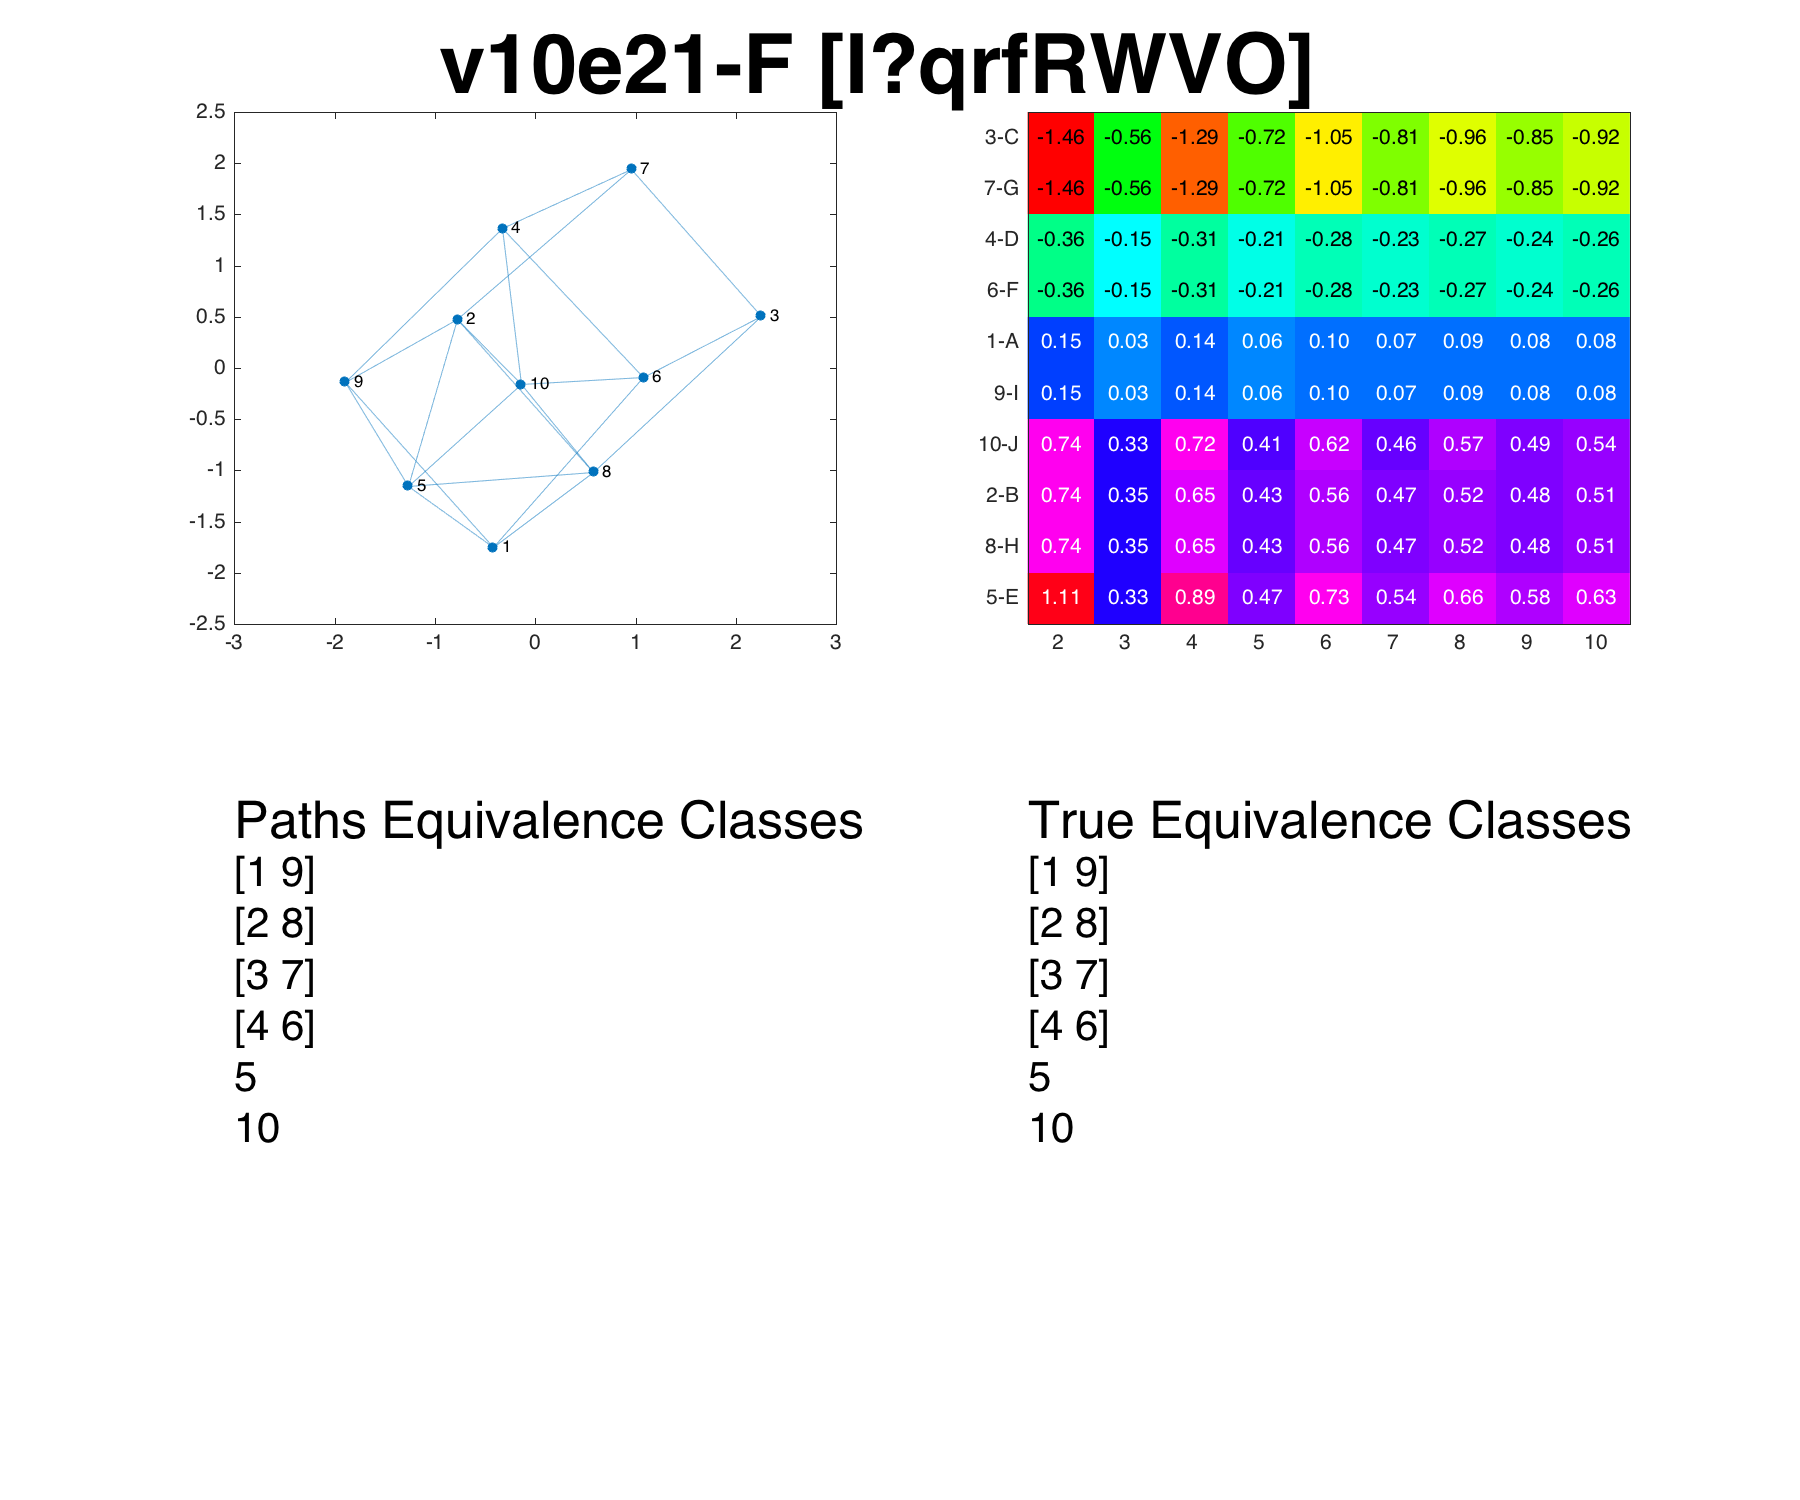 v10e21-F [I?qrfRWVO]
2.5
2
1.5
1
0.5
0
-0.5
-1
-1.5
-2
-2.5
-3 -2 -1 0 1 2 3
7
4
2
3
9
10
6
8
5
1
3-C -1.46 -0.56 -1.29 -0.72 -1.05 -0.81 -0.96 -0.85 -0.92
7-G -1.46 -0.56 -1.29 -0.72 -1.05 -0.81 -0.96 -0.85 -0.92
4-D -0.36 -0.15 -0.31 -0.21 -0.28 -0.23 -0.27 -0.24 -0.26
6-F -0.36 -0.15 -0.31 -0.21 -0.28 -0.23 -0.27 -0.24 -0.26
1-A 0.15 0.03 0.14 0.06 0.10 0.07 0.09 0.08 0.08
9-I 0.15 0.03 0.14 0.06 0.10 0.07 0.09 0.08 0.08
10-J 0.74 0.33 0.72 0.41 0.62 0.46 0.57 0.49 0.54
2-B 0.74 0.35 0.65 0.43 0.56 0.47 0.52 0.48 0.51
8-H 0.74 0.35 0.65 0.43 0.56 0.47 0.52 0.48 0.51
5-E 1.11 0.33 0.89 0.47 0.73 0.54 0.66 0.58 0.63
2 3 4 5 6 7 8 9 10
Paths Equivalence Classes
[1 9]
[2 8]
[3 7]
[4 6]
5
10
True Equivalence Classes
[1 9]
[2 8]
[3 7]
[4 6]
5
10